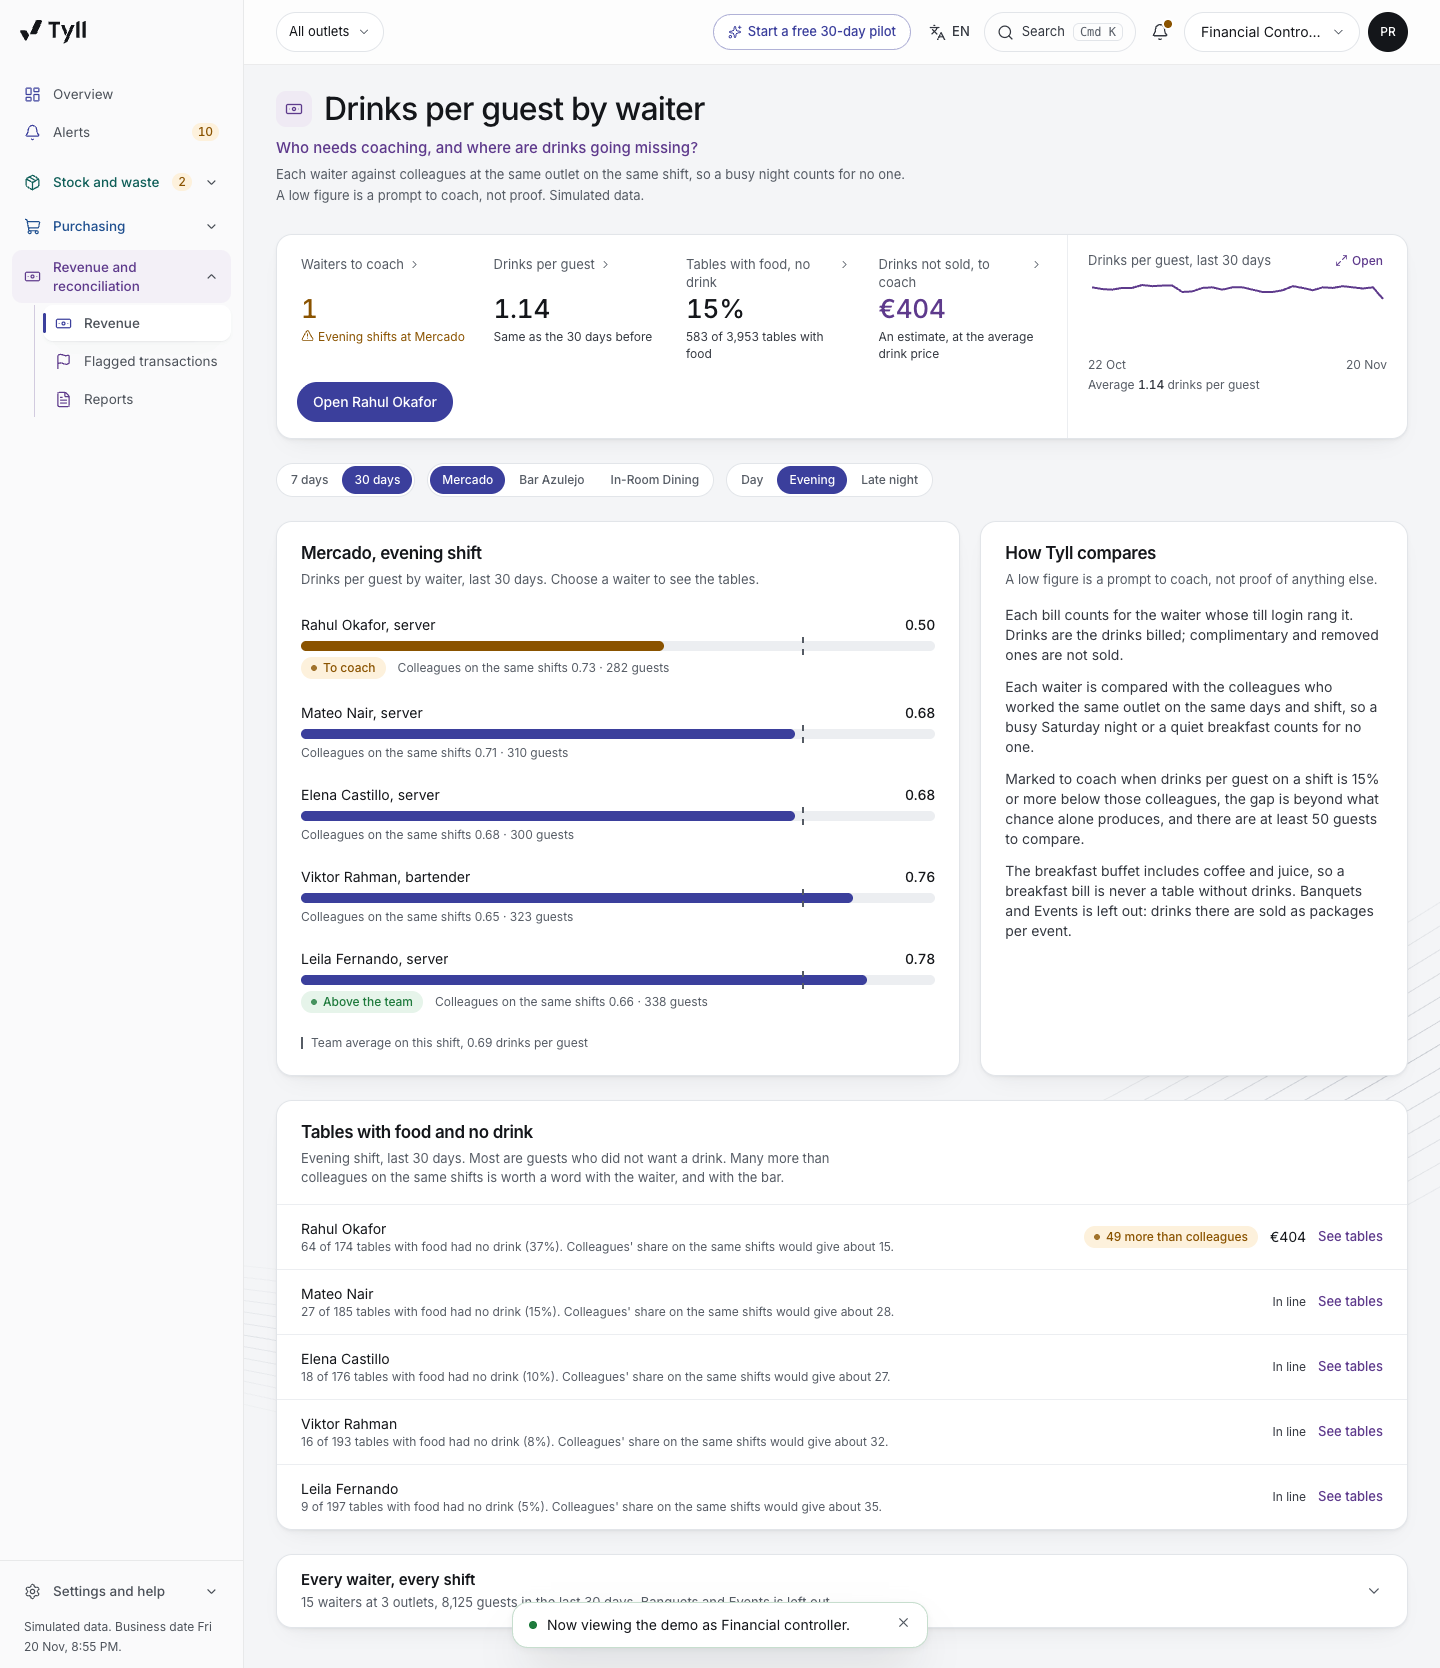 Tyll
All outlets
Start a free 30-day pilot
EN
Search
Cmd K
Financial Contro...
PR
Overview
Alerts
10
Stock and waste
2
Purchasing
Revenue and
reconciliation
Revenue
Flagged transactions
Reports
Drinks per guest by waiter
Who needs coaching, and where are drinks going missing?
Each waiter against colleagues at the same outlet on the same shift, so a busy night counts for no one.
A low figure is a prompt to coach, not proof. Simulated data.
Waiters to coach
1
Evening shifts at Mercado
Drinks per guest
1.14
Same as the 30 days before
Tables with food, no
drink
15%
583 of 3,953 tables with
food
Drinks not sold, to
coach
€404
An estimate, at the average
drink price
Open Rahul Okafor
Drinks per guest, last 30 days
Open
22 Oct
20 Nov
Average 1.14 drinks per guest
7 days
30 days
Mercado
Bar Azulejo
In-Room Dining
Day
Evening
Late night
Mercado, evening shift
Drinks per guest by waiter, last 30 days. Choose a waiter to see the tables.
Rahul Okafor, server
0.50
To coach
Colleagues on the same shifts 0.73 · 282 guests
Mateo Nair, server
0.68
Colleagues on the same shifts 0.71 · 310 guests
Elena Castillo, server
0.68
Colleagues on the same shifts 0.68 · 300 guests
Viktor Rahman, bartender
0.76
Colleagues on the same shifts 0.65 · 323 guests
Leila Fernando, server
0.78
Above the team
Colleagues on the same shifts 0.66 · 338 guests
Team average on this shift, 0.69 drinks per guest
How Tyll compares
A low figure is a prompt to coach, not proof of anything else.
Each bill counts for the waiter whose till login rang it.
Drinks are the drinks billed; complimentary and removed
ones are not sold.
Each waiter is compared with the colleagues who
worked the same outlet on the same days and shift, so a
busy Saturday night or a quiet breakfast counts for no
one.
Marked to coach when drinks per guest on a shift is 15%
or more below those colleagues, the gap is beyond what
chance alone produces, and there are at least 50 guests
to compare.
The breakfast buffet includes coffee and juice, so a
breakfast bill is never a table without drinks. Banquets
and Events is left out: drinks there are sold as packages
per event.
Tables with food and no drink
Evening shift, last 30 days. Most are guests who did not want a drink. Many more than
colleagues on the same shifts is worth a word with the waiter, and with the bar.
Rahul Okafor
64 of 174 tables with food had no drink (37%). Colleagues' share on the same shifts would give about 15.
49 more than colleagues
€404
See tables
Mateo Nair
27 of 185 tables with food had no drink (15%). Colleagues' share on the same shifts would give about 28.
In line
See tables
Elena Castillo
18 of 176 tables with food had no drink (10%). Colleagues' share on the same shifts would give about 27.
In line
See tables
Viktor Rahman
16 of 193 tables with food had no drink (8%). Colleagues' share on the same shifts would give about 32.
In line
See tables
Leila Fernando
9 of 197 tables with food had no drink (5%). Colleagues' share on the same shifts would give about 35.
In line
See tables
Every waiter, every shift
15 waiters at 3 outlets, 8,125 guests in the last 30 days. Banquets and Events is left out.
Now viewing the demo as Financial controller.
Settings and help
Simulated data. Business date Fri
20 Nov, 8:55 PM.